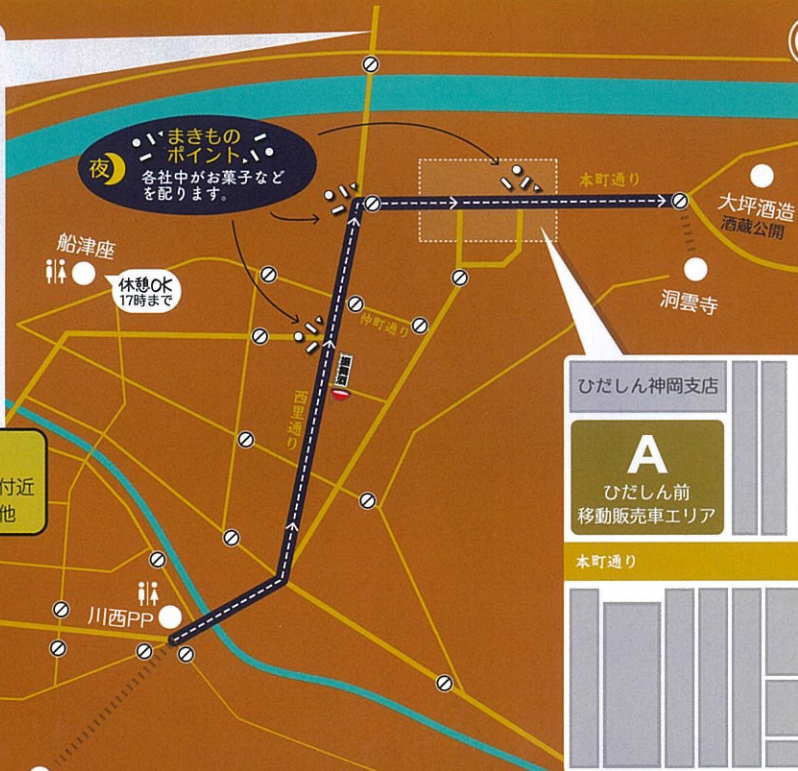 まきもの
ポイント
夜
各社中がお菓子など
を配ります。
本町通り
大坪酒造
酒蔵公開
船津座
休憩OK
17時まで
洞雲寺
仲町通り
西里通り
ひだしん神岡支店
A
ひだしん前
移動販売車エリア
本町通り
付近
他
川西PP